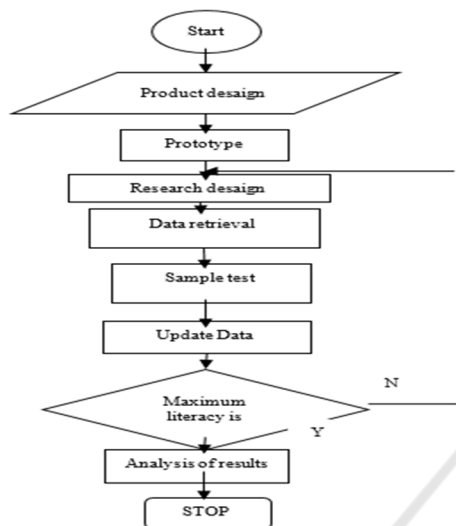 Start
Product desaign
Prototype
Research desaign
Data retrieval
Sample test
Update Data
N
Maximum
literacy is
Y
Analysis of results
STOP